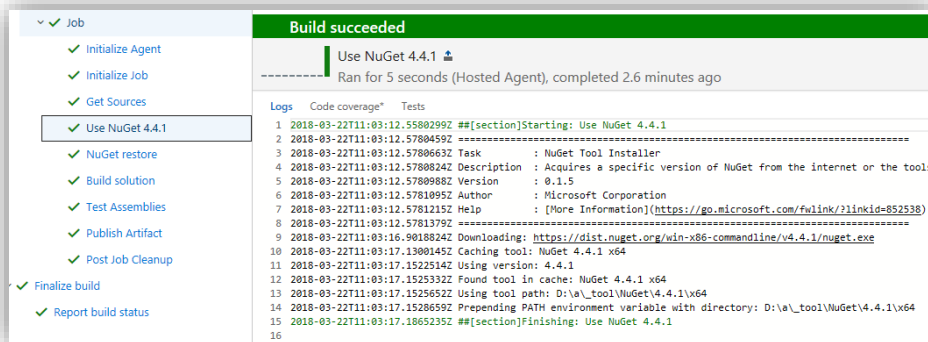 Job
Initialize Agent
Initialize Job
Get Sources
Use NuGet 4.4.1
NuGet restore
Build solution
Test Assemblies
Publish Artifact
Post Job Cleanup
Finalize build
Report build status
Build succeeded
Use NuGet 4.4.1
Ran for 5 seconds (Hosted Agent), completed 2.6 minutes ago
Logs Code coverage* Tests
1 2018-03-22T11:03:12.5580299Z ##[section]Starting: Use NuGet 4.4.1
2 2018-03-22T11:03:12.5780459Z ==============================================================================
3 2018-03-22T11:03:12.5780663Z Task : NuGet Tool Installer
4 2018-03-22T11:03:12.5780824Z Description : Acquires a specific version of NuGet from the internet or the tools
5 2018-03-22T11:03:12.5780988Z Version : 0.1.5
6 2018-03-22T11:03:12.5781095Z Author : Microsoft Corporation
7 2018-03-22T11:03:12.5781215Z Help : [More Information](https://go.microsoft.com/fwlink/?linkid=852538)
8 2018-03-22T11:03:12.5781379Z ==============================================================================
9 2018-03-22T11:03:16.9018824Z Downloading: https://dist.nuget.org/win-x86-commandline/v4.4.1/nuget.exe
10 2018-03-22T11:03:17.1300145Z Caching tool: NuGet 4.4.1 x64
11 2018-03-22T11:03:17.1522514Z Using version: 4.4.1
12 2018-03-22T11:03:17.1525332Z Found tool in cache: NuGet 4.4.1 x64
13 2018-03-22T11:03:17.1525652Z Using tool path: D:\a\_tool\NuGet\4.4.1\x64
14 2018-03-22T11:03:17.1528659Z Prepending PATH environment variable with directory: D:\a\_tool\NuGet\4.4.1\x64
15 2018-03-22T11:03:17.1865235Z ##[section]Finishing: Use NuGet 4.4.1
16